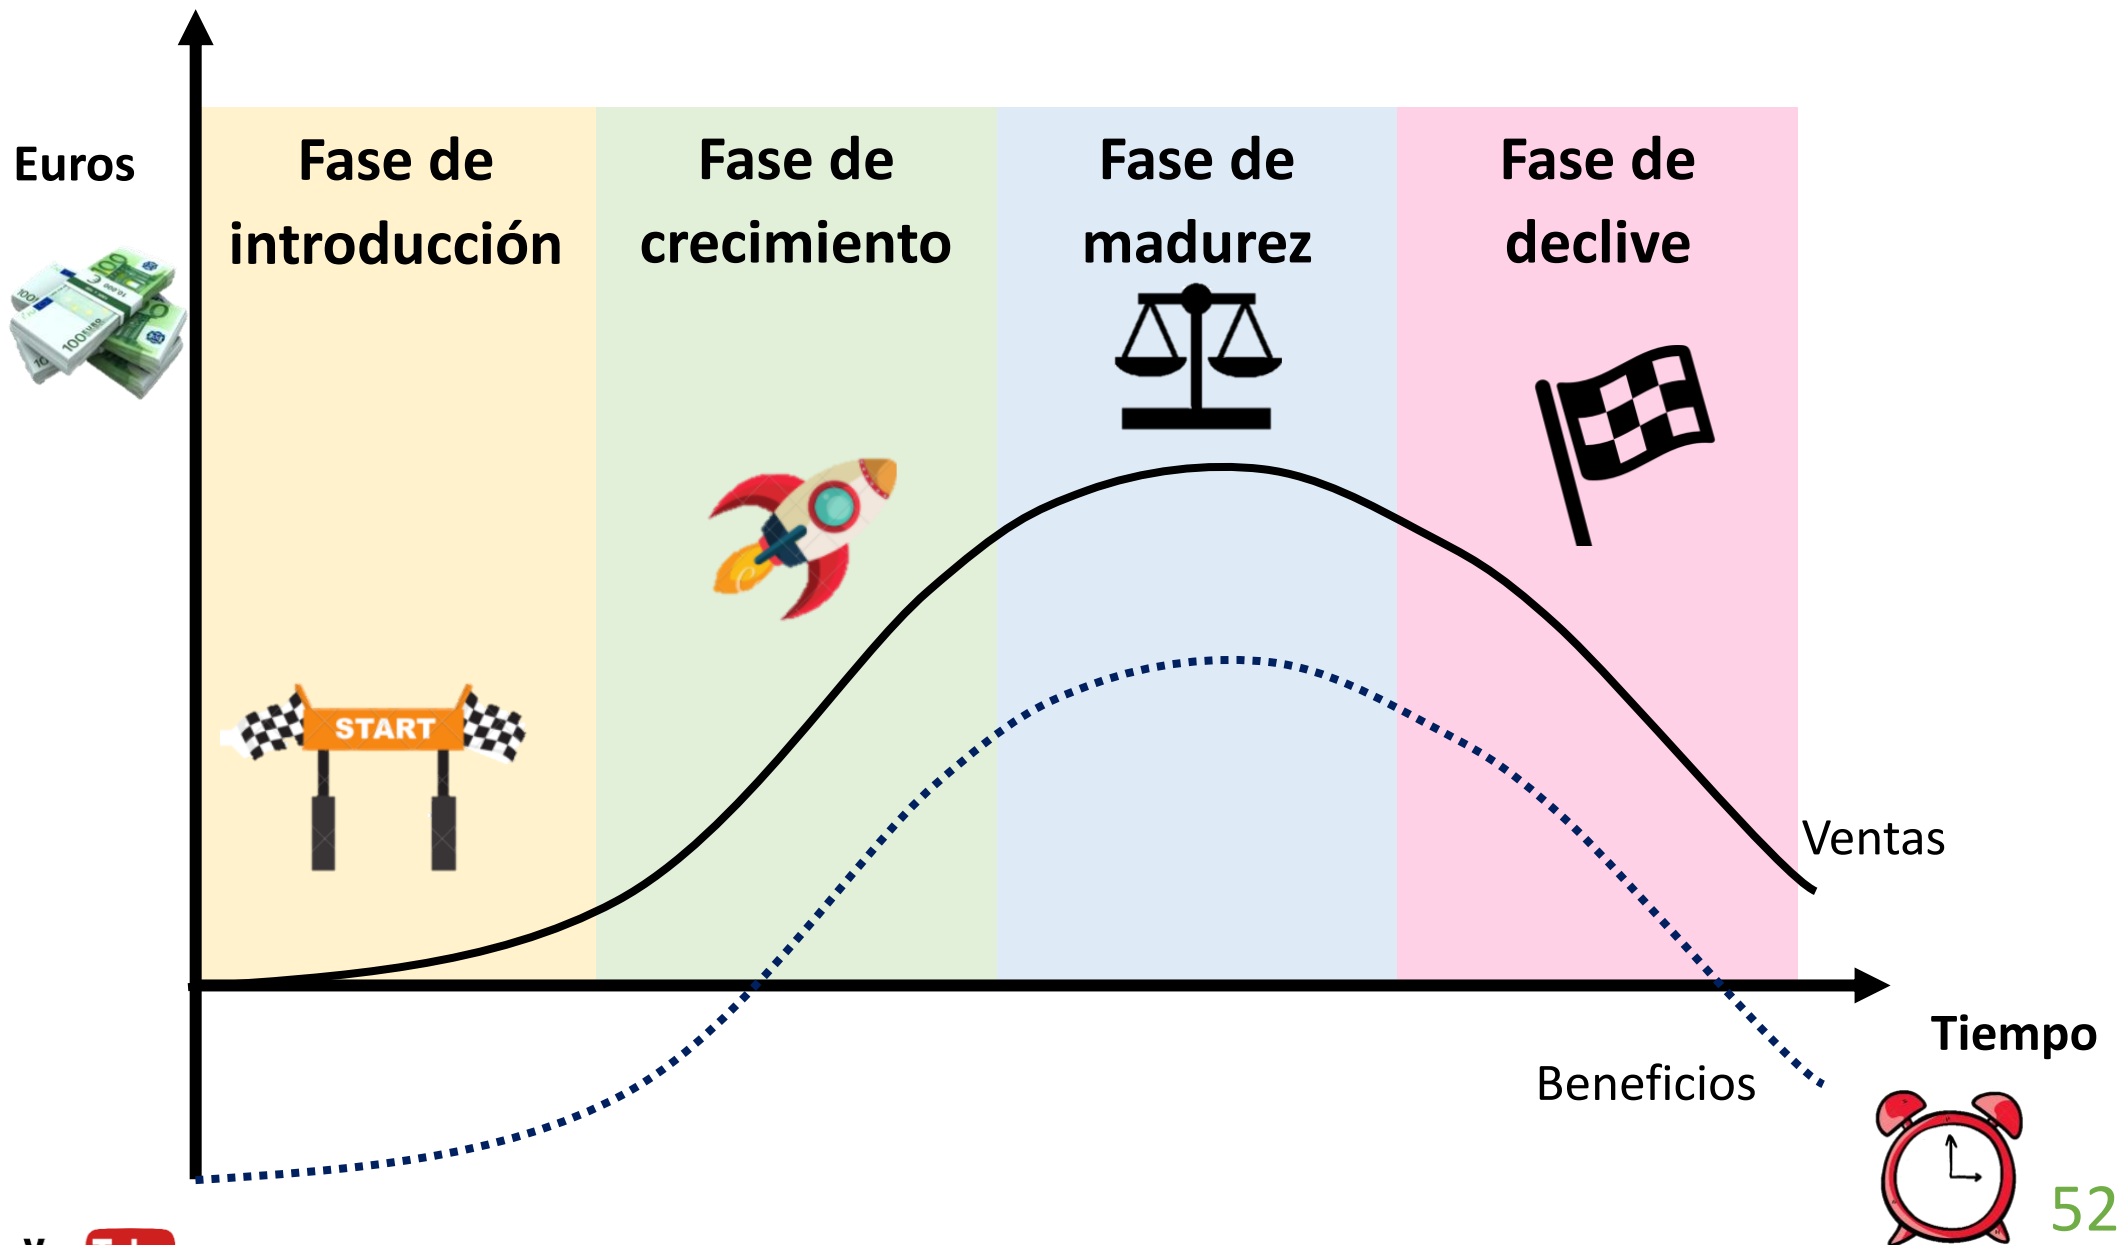 Euros
Fase de
introducción
Fase de
crecimiento
Fase de
madurez
Fase de
declive
START
Ventas
Tiempo
Beneficios
52